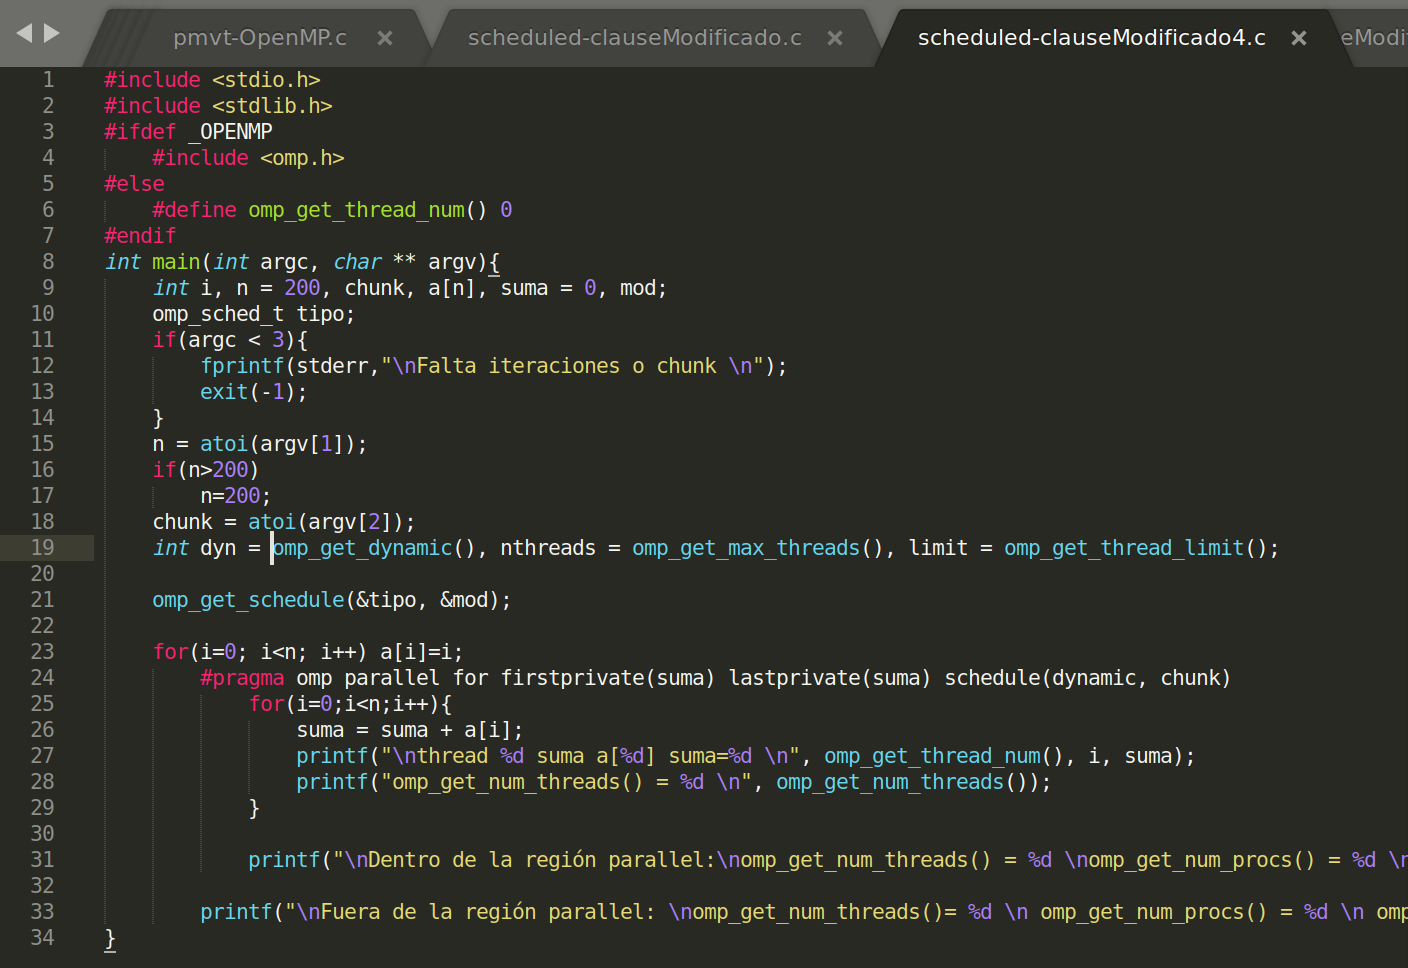 pmvt-OpenMP.c × scheduled-clauseModificado.c × scheduled-clauseModificado4.c × eModi
1 #include <stdio.h>
2 #include <stdlib.h>
3 #ifdef _OPENMP
4     #include <omp.h>
5 #else
6     #define omp_get_thread_num() 0
7 #endif
8 int main(int argc, char ** argv){
9     int i, n = 200, chunk, a[n], suma = 0, mod;
10     omp_sched_t tipo;
11     if(argc < 3){
12         fprintf(stderr,"\nFalta iteraciones o chunk \n");
13         exit(-1);
14     }
15     n = atoi(argv[1]);
16     if(n>200)
17         n=200;
18     chunk = atoi(argv[2]);
19     int dyn = omp_get_dynamic(), nthreads = omp_get_max_threads(), limit = omp_get_thread_limit();
20
21     omp_get_schedule(&tipo, &mod);
22
23     for(i=0; i<n; i++) a[i]=i;
24         #pragma omp parallel for firstprivate(suma) lastprivate(suma) schedule(dynamic, chunk)
25             for(i=0;i<n;i++){
26                 suma = suma + a[i];
27                 printf("\nthread %d suma a[%d] suma=%d \n", omp_get_thread_num(), i, suma);
28                 printf("omp_get_num_threads() = %d \n", omp_get_num_threads());
29             }
30
31             printf("\nDentro de la región parallel:\nomp_get_num_threads() = %d \nomp_get_num_procs() = %d \n
32
33         printf("\nFuera de la región parallel: \nomp_get_num_threads()= %d \n omp_get_num_procs() = %d \n omp
34 }